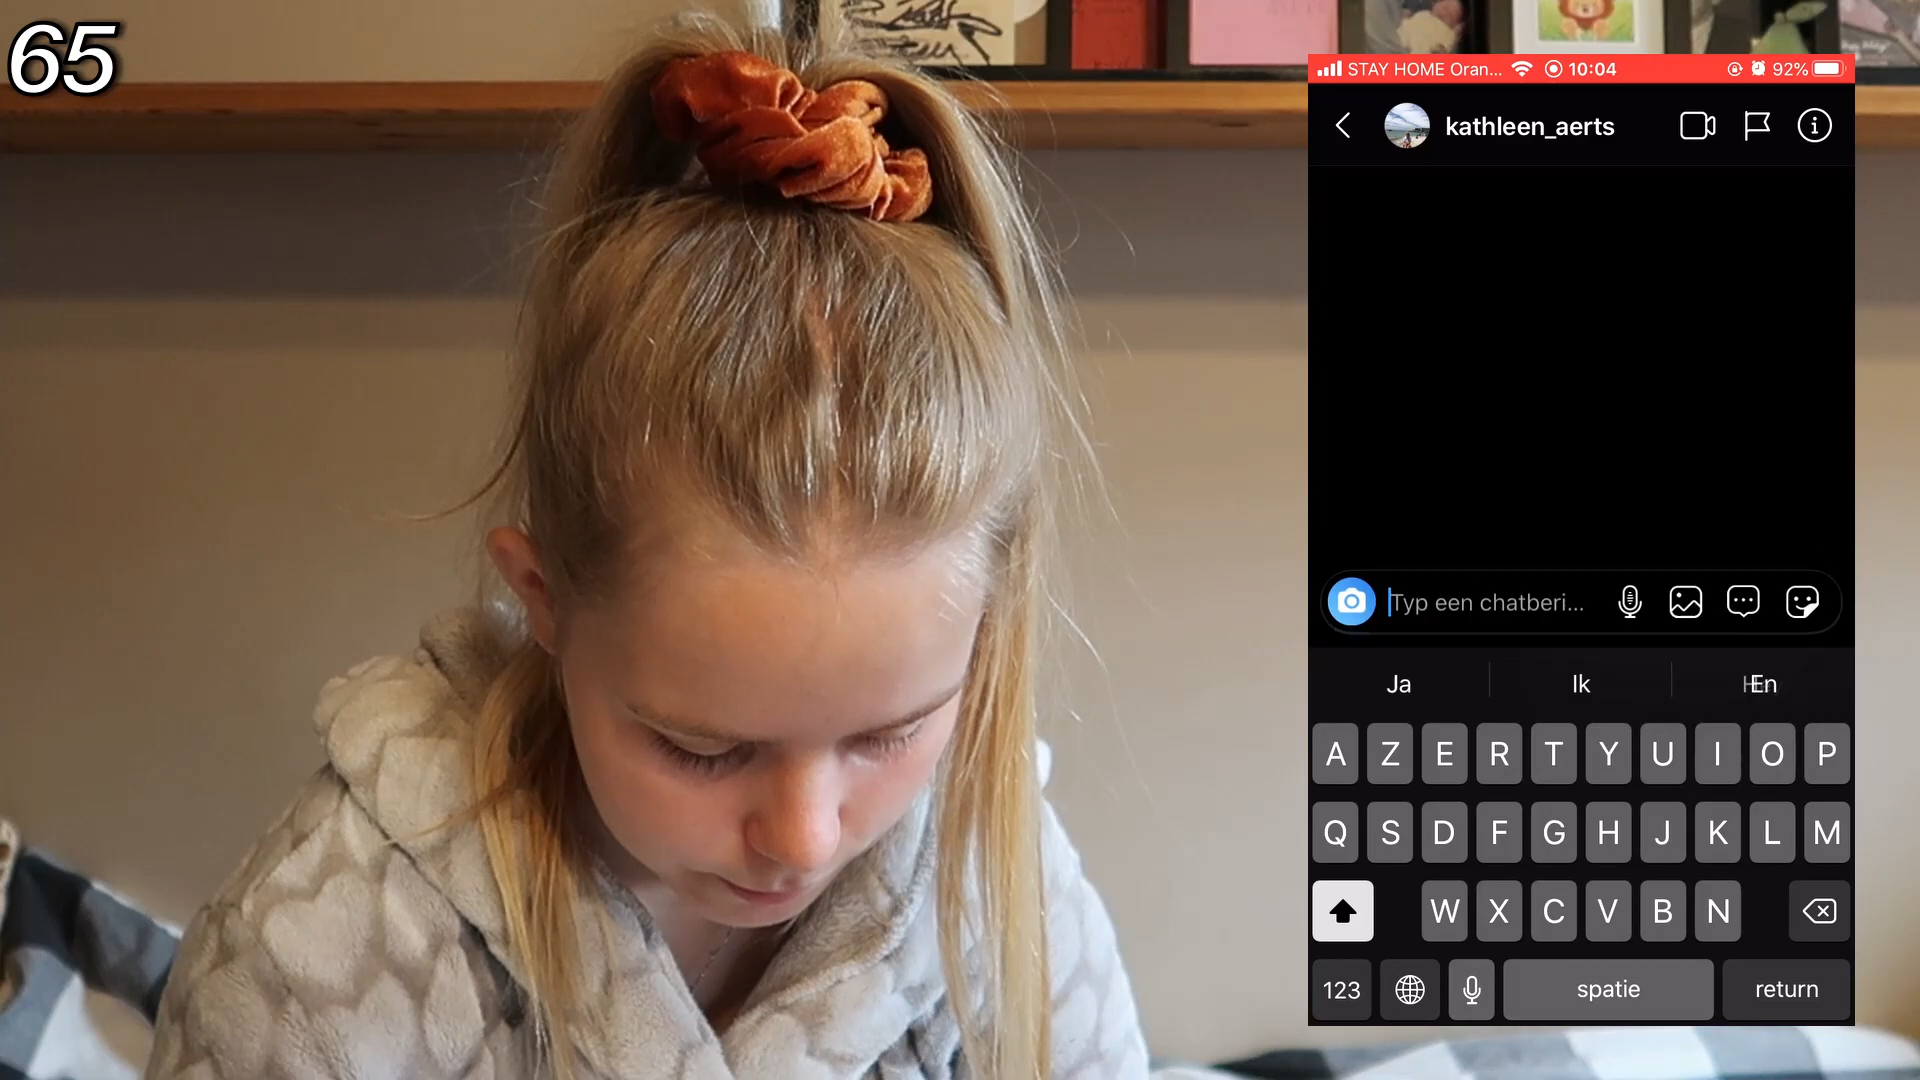 65
STAY HOME Oran... 10:04 92%
kathleen_aerts
Typ een chatberi...
Ja Ik En
A Z E R T Y U I O P
Q S D F G H J K L M
W X C V B N
123 spatie return